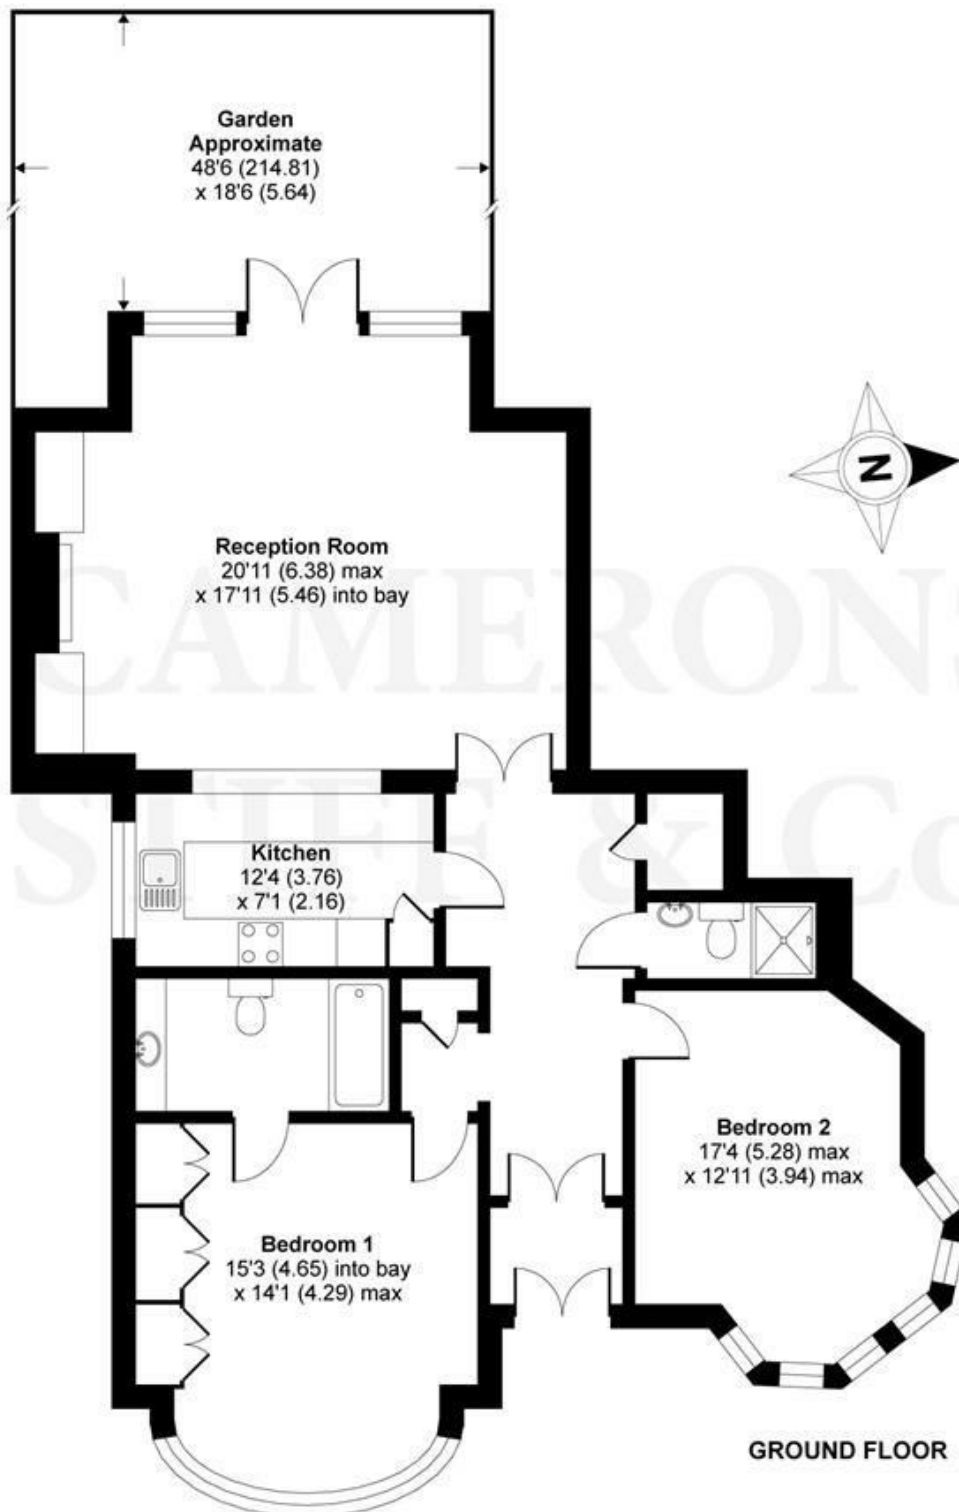 Garden
Approximate
48'6 (214.81)
x 18'6 (5.64)
N
Reception Room
20'11 (6.38) max
x 17'11 (5.46) into bay
CAMERONS
STIFF & Co
Kitchen
12'4 (3.76)
x 7'1 (2.16)
Bedroom 2
17'4 (5.28) max
x 12'11 (3.94) max
Bedroom 1
15'3 (4.65) into bay
x 14'1 (4.29) max
GROUND FLOOR